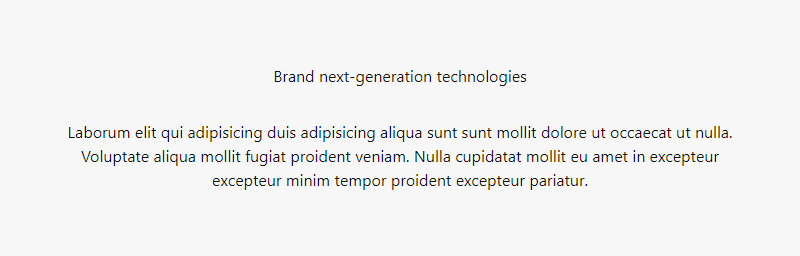 Brand next-generation technologies
Laborum elit qui adipisicing duis adipisicing aliqua sunt sunt mollit dolore ut occaecat ut nulla.
Voluptate aliqua mollit fugiat proident veniam. Nulla cupidatat mollit eu amet in excepteur
excepteur minim tempor proident excepteur pariatur.